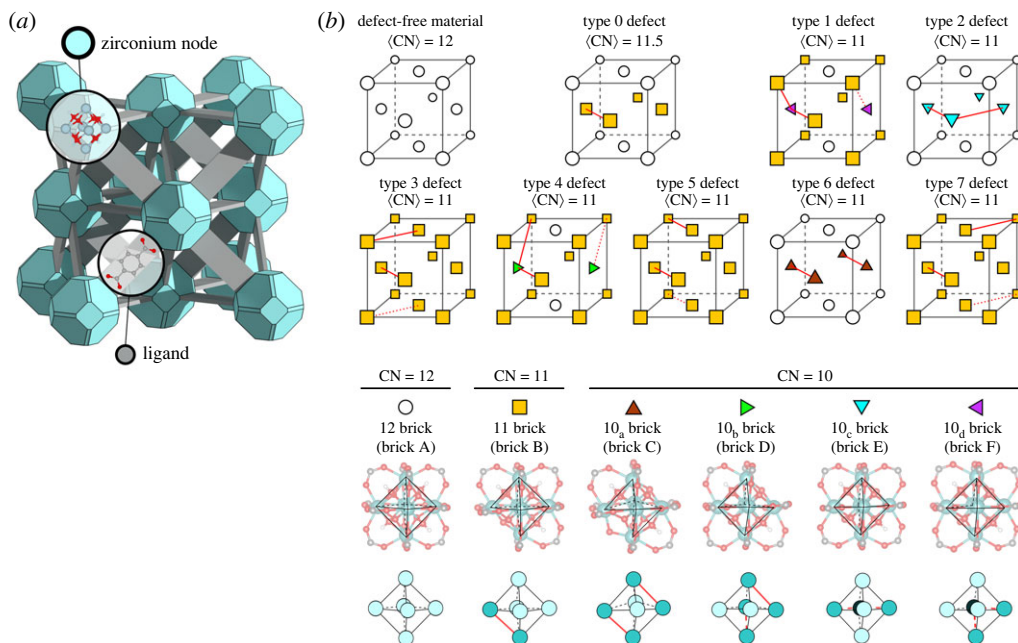 (a)
zirconium node
ligand
(b)
defect-free material
⟨CN⟩ = 12
type 0 defect
⟨CN⟩ = 11.5
type 1 defect
⟨CN⟩ = 11
type 2 defect
⟨CN⟩ = 11
type 3 defect
⟨CN⟩ = 11
type 4 defect
⟨CN⟩ = 11
type 5 defect
⟨CN⟩ = 11
type 6 defect
⟨CN⟩ = 11
type 7 defect
⟨CN⟩ = 11
CN = 12
CN = 11
CN = 10
12 brick
(brick A)
11 brick
(brick B)
10a brick
(brick C)
10b brick
(brick D)
10c brick
(brick E)
10d brick
(brick F)